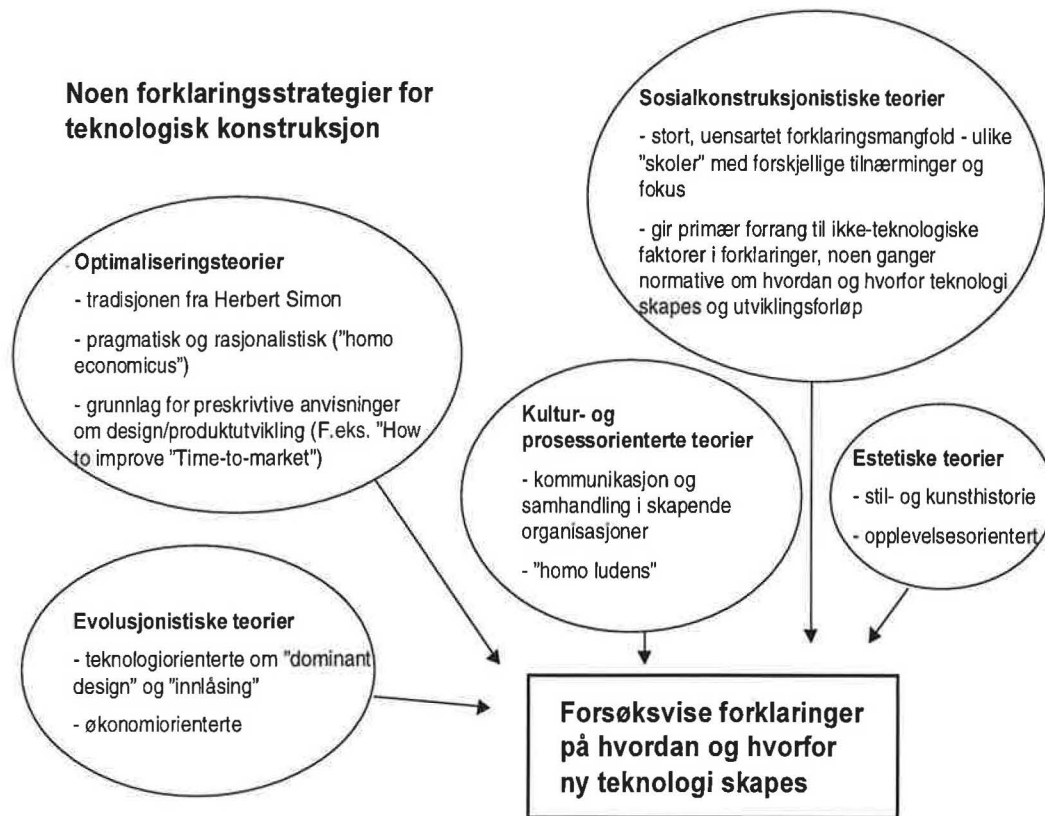 Noen forklaringsstrategier for
teknologisk konstruksjon
Sosialkonstruksjonistiske teorier
- stort, uensartet forklaringsmangfold - ulike
"skoler" med forskjellige tilnærminger og
fokus
- gir primær forrang til ikke-teknologiske
faktorer i forklaringer, noen ganger
normative om hvordan og hvorfor teknologi
skapes og utviklingsforløp
Optimaliseringsteorier
- tradisjonen fra Herbert Simon
- pragmatisk og rasjonalistisk ("homo
economicus")
- grunnlag for preskrivtive anvisninger
om design/produktutvikling (F.eks. "How
to improve "Time-to-market")
Kultur- og
prosessorienterte teorier
- kommunikasjon og
samhandling i skapende
organisasjoner
- "homo ludens"
Estetiske teorier
- stil- og kunsthistorie
- opplevelsesorientert
Evolusjonistiske teorier
- teknologiorienterte om "dominant
design" og "innlåsing"
- økonomiorienterte
Forsøksvise forklaringer
på hvordan og hvorfor
ny teknologi skapes